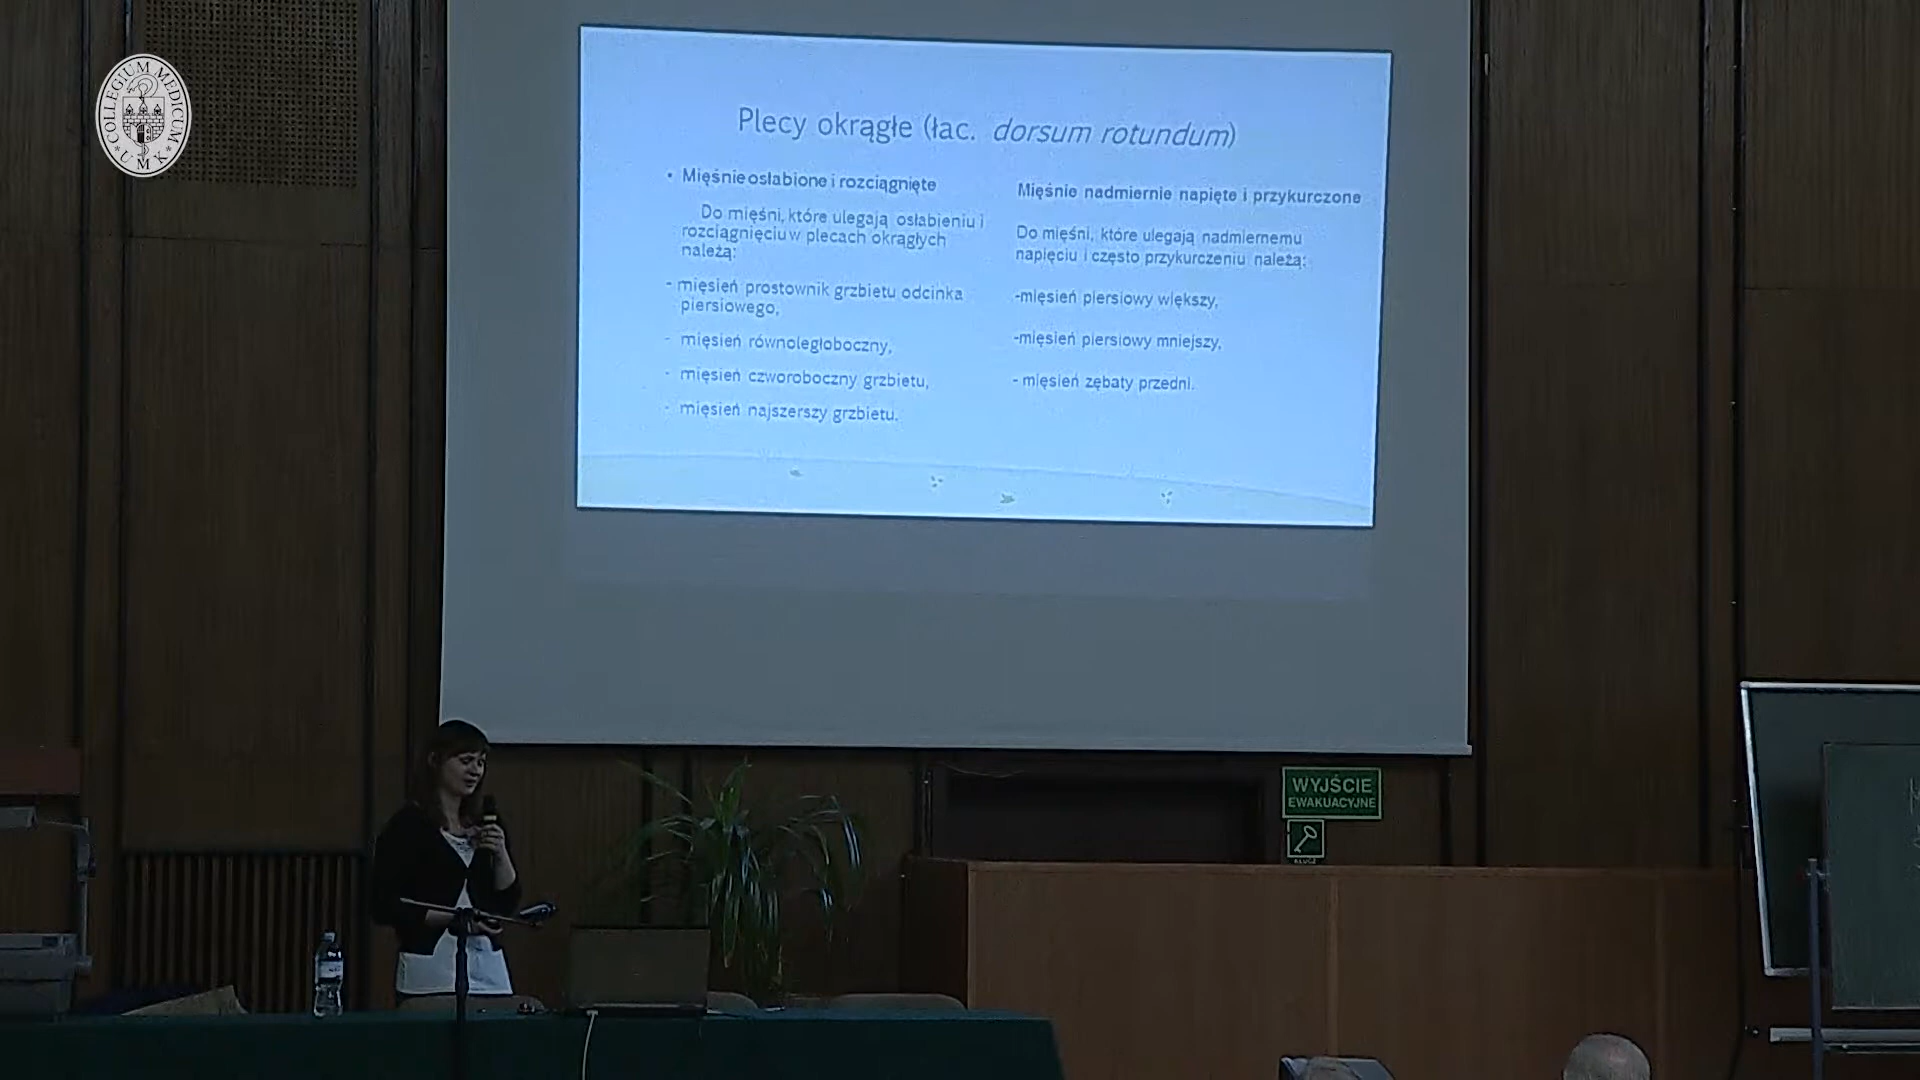 COLLEGIUM MEDICUM
* UMK *
Plecy okrągłe (łac. dorsum rotundum)
• Mięśnie osłabione i rozciągnięte
Do mięśni, które ulegają osłabieniu i
rozciągnięciu w plecach okrągłych
należą:
- mięsień prostownik grzbietu odcinka
piersiowego,
- mięsień równoległoboczny,
- mięsień czworoboczny grzbietu,
- mięsień najszerszy grzbietu.
Mięśnie nadmiernie napięte i przykurczone
Do mięśni, które ulegają nadmiernemu
napięciu i często przykurczeniu należą:
-mięsień piersiowy większy,
-mięsień piersiowy mniejszy,
- mięsień zębaty przedni.
WYJŚCIE
EWAKUACYJNE
KLUCZ